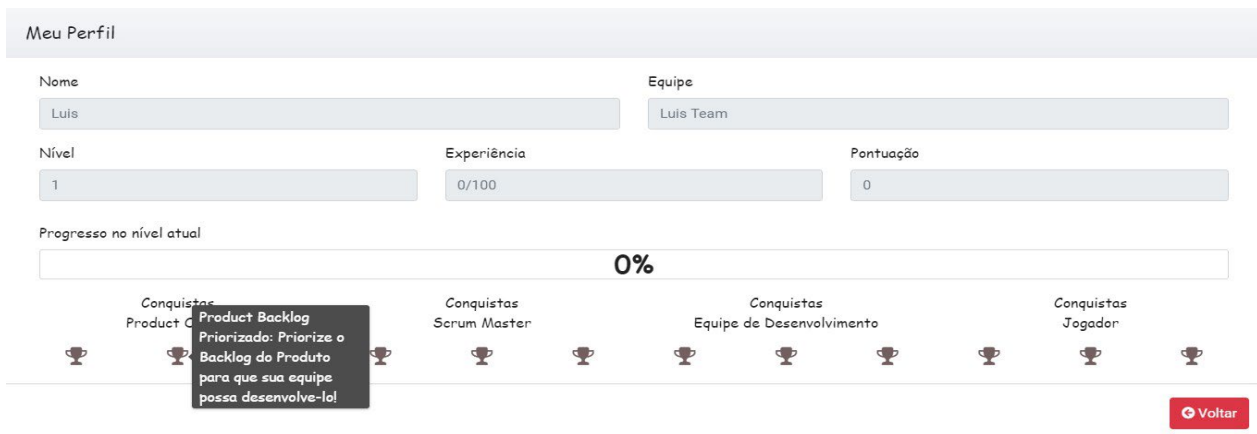 Meu Perfil
Nome
Equipe
Luis
Luis Team
Nível
Experiência
Pontuação
1
0/100
0
Progresso no nível atual
0%
Conquistas
Conquistas
Conquistas
Conquistas
Product
Scrum Master
Equipe de Desenvolvimento
Jogador
Product Backlog
Priorizado: Priorize o
Backlog do Produto
para que sua equipe
possa desenvolve-lo!
Voltar